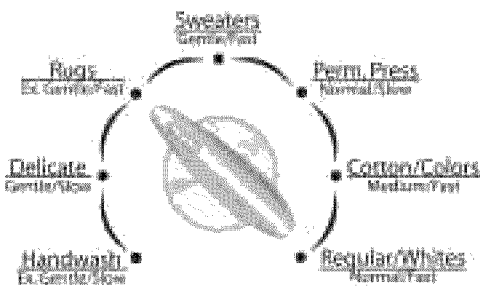 Sweaters
Gentle/Fast
Rugs
Ex. Gentle/Fast
Perm. Press
Normal/Slow
Delicate
Gentle/Slow
Cotton/Colors
Medium/Fast
Handwash
Ex. Gentle/Slow
Regular/Whites
Normal/Fast